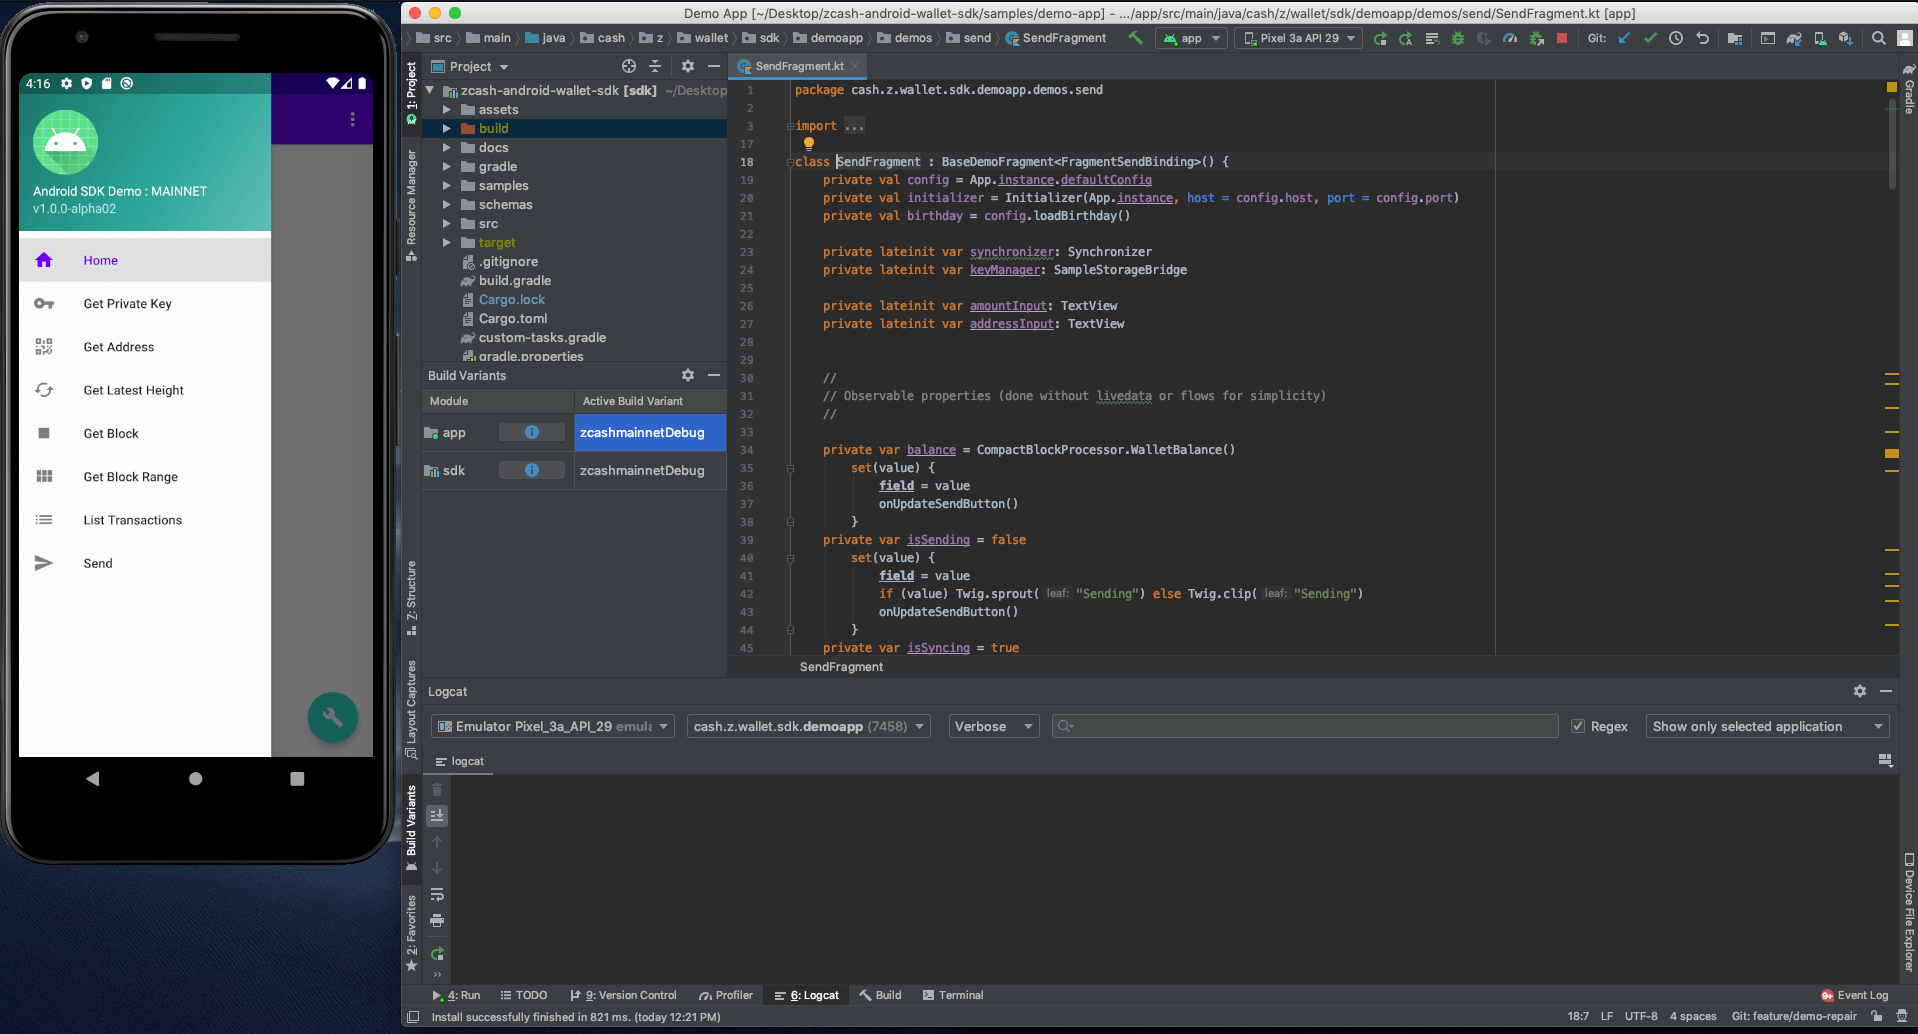 4:16
Android SDK Demo : MAINNET
v1.0.0-alpha02
Home
Get Private Key
Get Address
Get Latest Height
Get Block
Get Block Range
List Transactions
Send
Demo App [~/Desktop/zcash-android-wallet-sdk/samples/demo-app] - .../app/src/main/java/cash/z/wallet/sdk/demoapp/demos/send/SendFragment.kt [app]
src main java cash z wallet sdk demoapp demos send SendFragment app Pixel 3a API 29 Git:
1: Project
Resource Manager
7: Structure
Layout Captures
Build Variants
2: Favorites
Project
zcash-android-wallet-sdk [sdk] ~/Desktop
assets
build
docs
gradle
samples
schemas
src
target
.gitignore
build.gradle
Cargo.lock
Cargo.toml
custom-tasks.gradle
gradle.properties
Build Variants
Module Active Build Variant
app zcashmainnetDebug
sdk zcashmainnetDebug
SendFragment.kt
1 package cash.z.wallet.sdk.demoapp.demos.send
2
3 import ...
17
18 class SendFragment : BaseDemoFragment<FragmentSendBinding>() {
19 private val config = App.instance.defaultConfig
20 private val initializer = Initializer(App.instance, host = config.host, port = config.port)
21 private val birthday = config.loadBirthday()
22
23 private lateinit var synchronizer: Synchronizer
24 private lateinit var keyManager: SampleStorageBridge
25
26 private lateinit var amountInput: TextView
27 private lateinit var addressInput: TextView
28
29
30 //
31 // Observable properties (done without livedata or flows for simplicity)
32 //
33
34 private var balance = CompactBlockProcessor.WalletBalance()
35 set(value) {
36 field = value
37 onUpdateSendButton()
38 }
39 private var isSending = false
40 set(value) {
41 field = value
42 if (value) Twig.sprout( leaf: "Sending") else Twig.clip( leaf: "Sending")
43 onUpdateSendButton()
44 }
45 private var isSyncing = true
SendFragment
Gradle
Device File Explorer
Logcat
Emulator Pixel_3a_API_29 emula cash.z.wallet.sdk.demoapp (7458) Verbose Regex Show only selected application
logcat
4: Run TODO 9: Version Control Profiler 6: Logcat Build Terminal 9+ Event Log
Install successfully finished in 821 ms. (today 12:21 PM) 18:7 LF UTF-8 4 spaces Git: feature/demo-repair